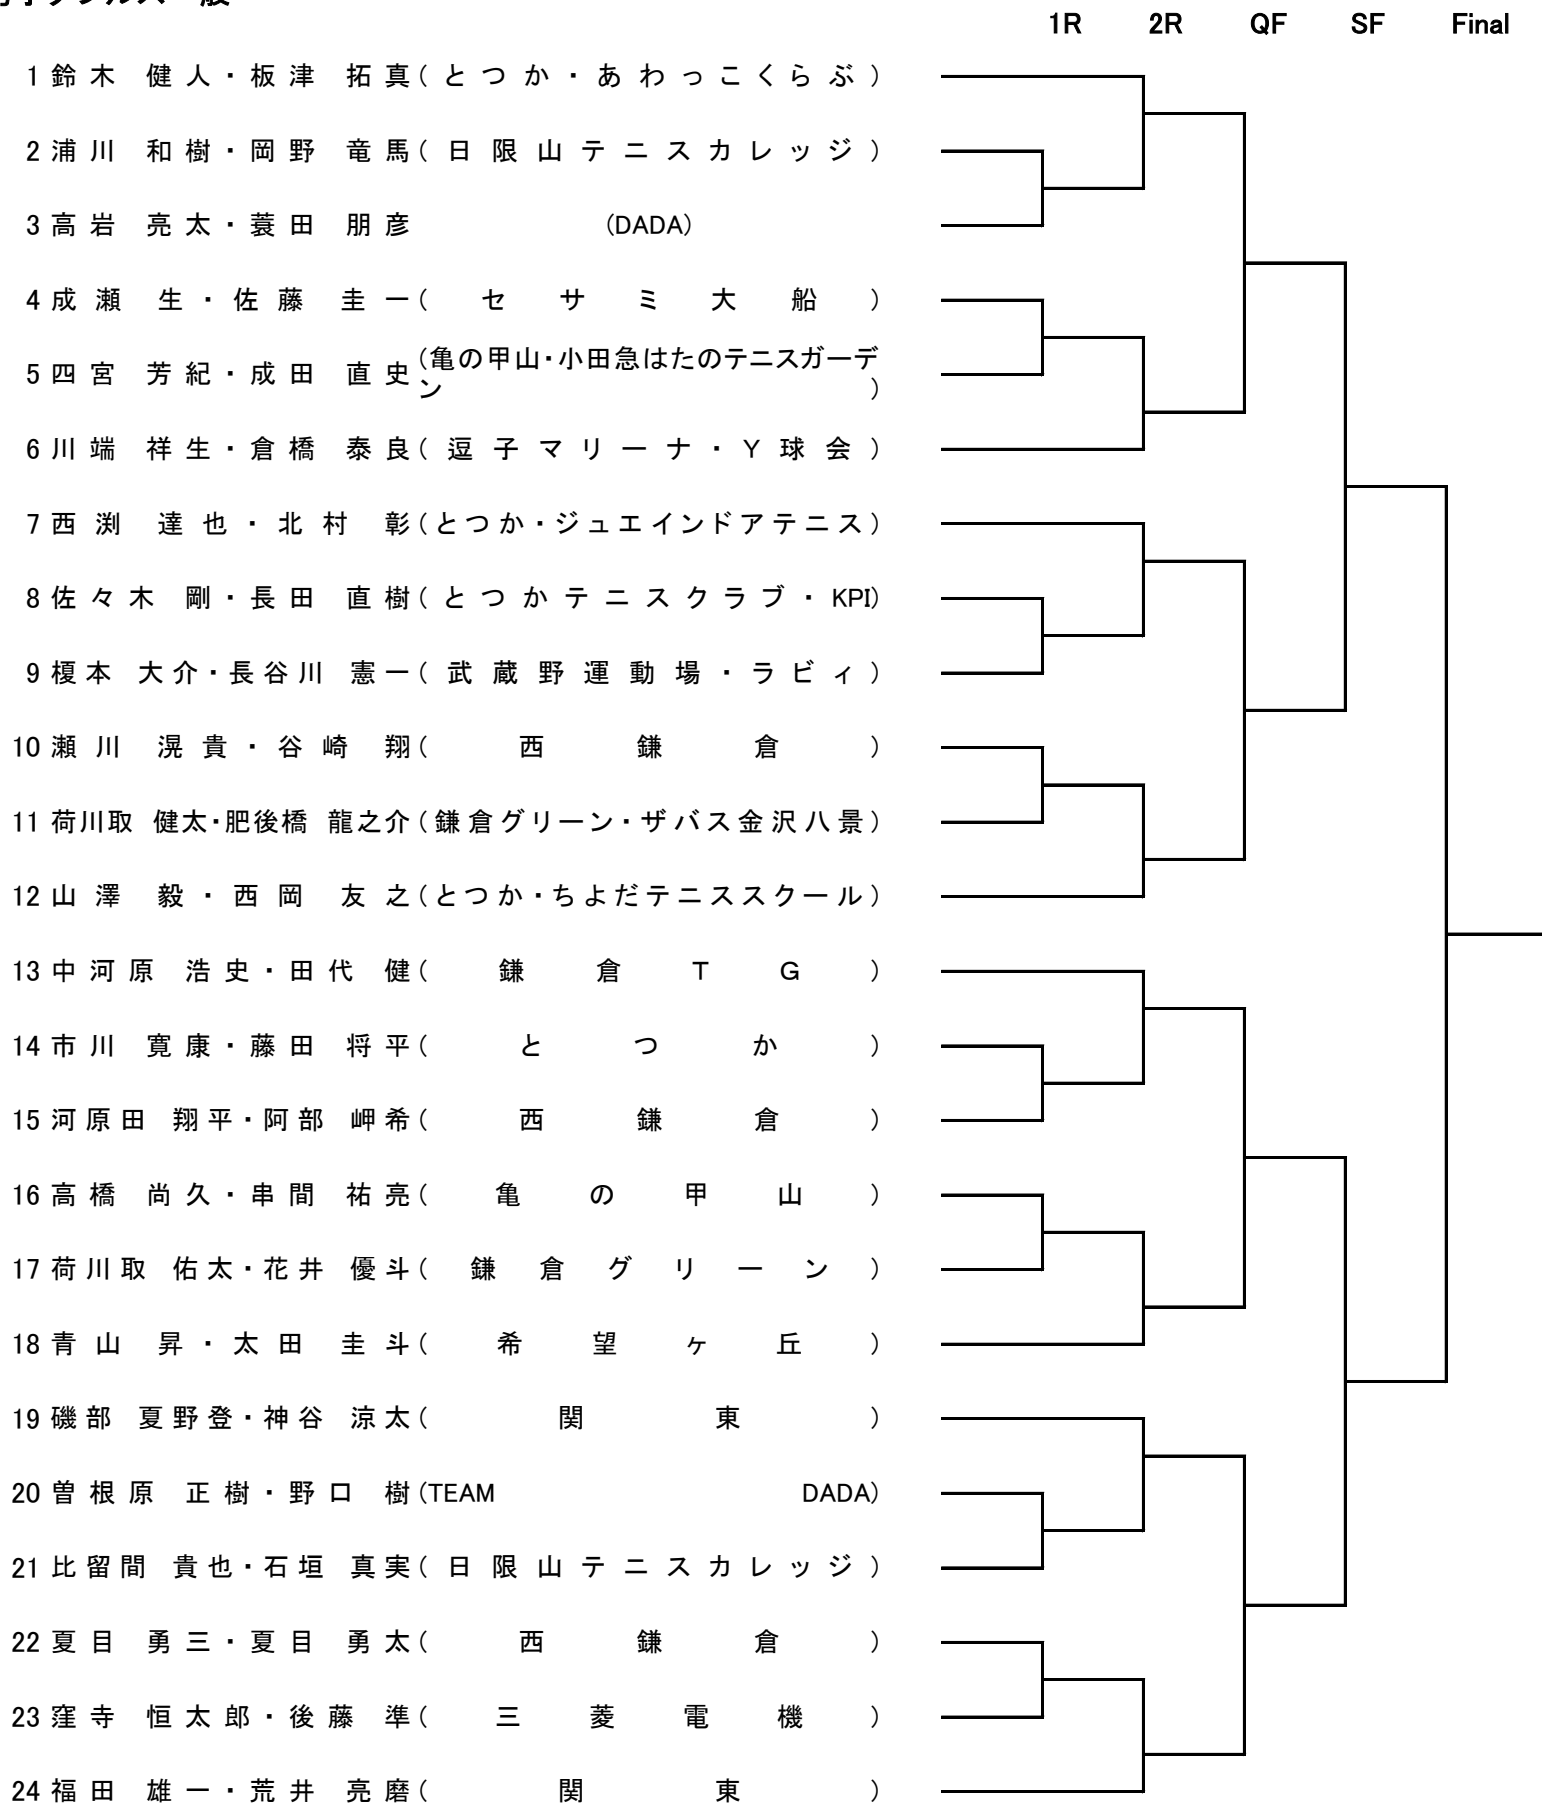 1R 2R QF SF Final
1 鈴木 健人・板津 拓真(とつか・あわっこくらぶ)
2 浦川 和樹・岡野 竜馬(日限山テニスカレッジ)
3 高岩 亮太・蓑田 朋彦 (DADA)
4 成瀬 生・佐藤 圭一(セサミ大船)
5 四宮 芳紀・成田 直史(亀の甲山・小田急はたのテニスガーデ
ン)
6 川端 祥生・倉橋 泰良(逗子マリーナ・Y球会)
7 西渕 達也・北村 彰(とつか・ジュエインドアテニス)
8 佐々木 剛・長田 直樹(とつかテニスクラブ・KPI)
9 榎本 大介・長谷川 憲一(武蔵野運動場・ラビィ)
10 瀬川 滉貴・谷崎 翔(西鎌倉)
11 荷川取 健太・肥後橋 龍之介(鎌倉グリーン・ザバス金沢八景)
12 山澤 毅・西岡 友之(とつか・ちよだテニススクール)
13 中河原 浩史・田代 健(鎌倉TG)
14 市川 寛康・藤田 将平(とつか)
15 河原田 翔平・阿部 岬希(西鎌倉)
16 高橋 尚久・串間 祐亮(亀の甲山)
17 荷川取 佑太・花井 優斗(鎌倉グリーン)
18 青山 昇・太田 圭斗(希望ヶ丘)
19 磯部 夏野登・神谷 涼太(関東)
20 曽根原 正樹・野口 樹(TEAM DADA)
21 比留間 貴也・石垣 真実(日限山テニスカレッジ)
22 夏目 勇三・夏目 勇太(西鎌倉)
23 窪寺 恒太郎・後藤 準(三菱電機)
24 福田 雄一・荒井 亮磨(関東)